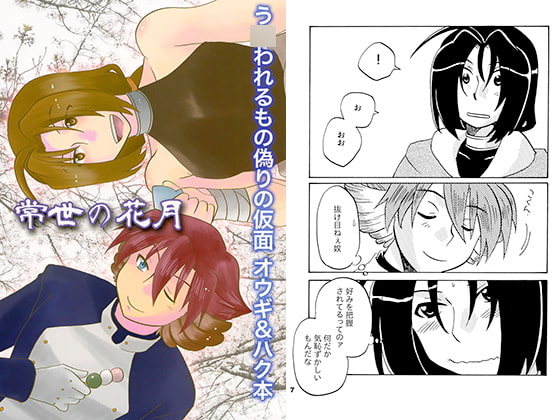 う われるもの偽りの仮面 オウギ&ハク本
常世の花月
!
お
お
お
抜け目ねぇ奴
好みを把握
されてるってのァ
何だか
気恥ずかしい
もんだな
7